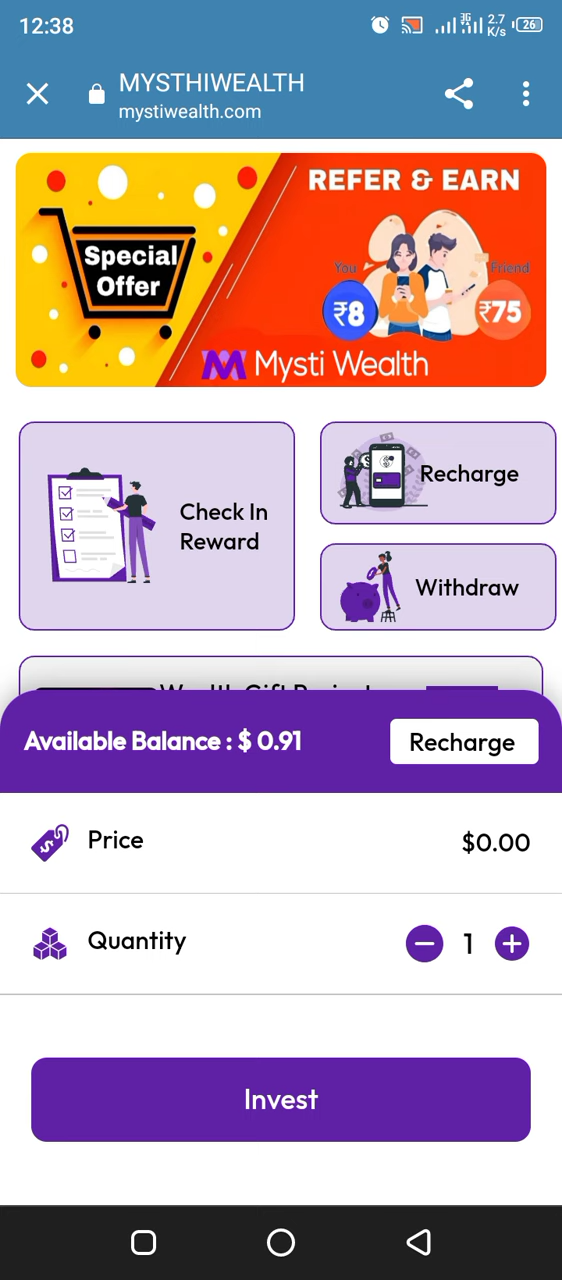 12:38
3G
2.7
K/s
26
MYSTHIWEALTH
mystiwealth.com
REFER & EARN
Special
Offer
You
Friend
₹8
₹75
Mysti Wealth
Check In
Reward
Recharge
Withdraw
Available Balance : $ 0.91
Recharge
Price
$0.00
Quantity
1
Invest